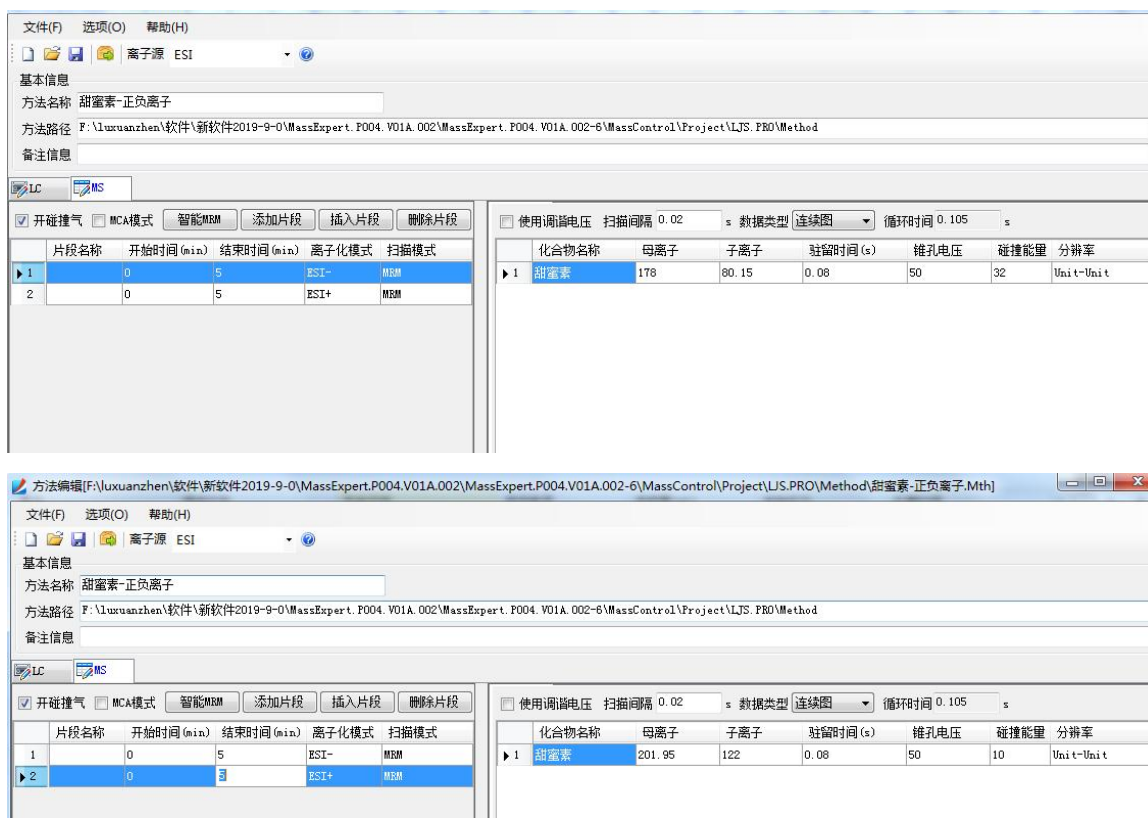 文件(F) 选项(O) 帮助(H)
离子源 ESI
基本信息
方法名称 甜蜜素-正负离子
方法路径 F:\luxuanzhen\软件\新软件2019-9-0\MassExpert.P004.V01A.002\MassExpert.P004.V01A.002-6\MassControl\Project\LJS.PRO\Method
备注信息
LC MS
开碰撞气 MCA模式 智能MRM 添加片段 插入片段 删除片段 使用调谐电压 扫描间隔 0.02 s 数据类型 连续图 循环时间 0.105 s
片段名称 开始时间(min) 结束时间(min) 离子化模式 扫描模式 化合物名称 母离子 子离子 驻留时间(s) 锥孔电压 碰撞能量 分辨率
1 0 5 ESI- MRM 1 甜蜜素 178 80.15 0.08 50 32 Unit-Unit
2 0 5 ESI+ MRM
方法编辑[F:\luxuanzhen\软件\新软件2019-9-0\MassExpert.P004.V01A.002\MassExpert.P004.V01A.002-6\MassControl\Project\LJS.PRO\Method\甜蜜素-正负离子.Mth]
文件(F) 选项(O) 帮助(H)
离子源 ESI
基本信息
方法名称 甜蜜素-正负离子
方法路径 F:\luxuanzhen\软件\新软件2019-9-0\MassExpert.P004.V01A.002\MassExpert.P004.V01A.002-6\MassControl\Project\LJS.PRO\Method
备注信息
LC MS
开碰撞气 MCA模式 智能MRM 添加片段 插入片段 删除片段 使用调谐电压 扫描间隔 0.02 s 数据类型 连续图 循环时间 0.105 s
片段名称 开始时间(min) 结束时间(min) 离子化模式 扫描模式 化合物名称 母离子 子离子 驻留时间(s) 锥孔电压 碰撞能量 分辨率
1 0 5 ESI- MRM 1 甜蜜素 201.95 122 0.08 50 10 Unit-Unit
2 0 5 ESI+ MRM